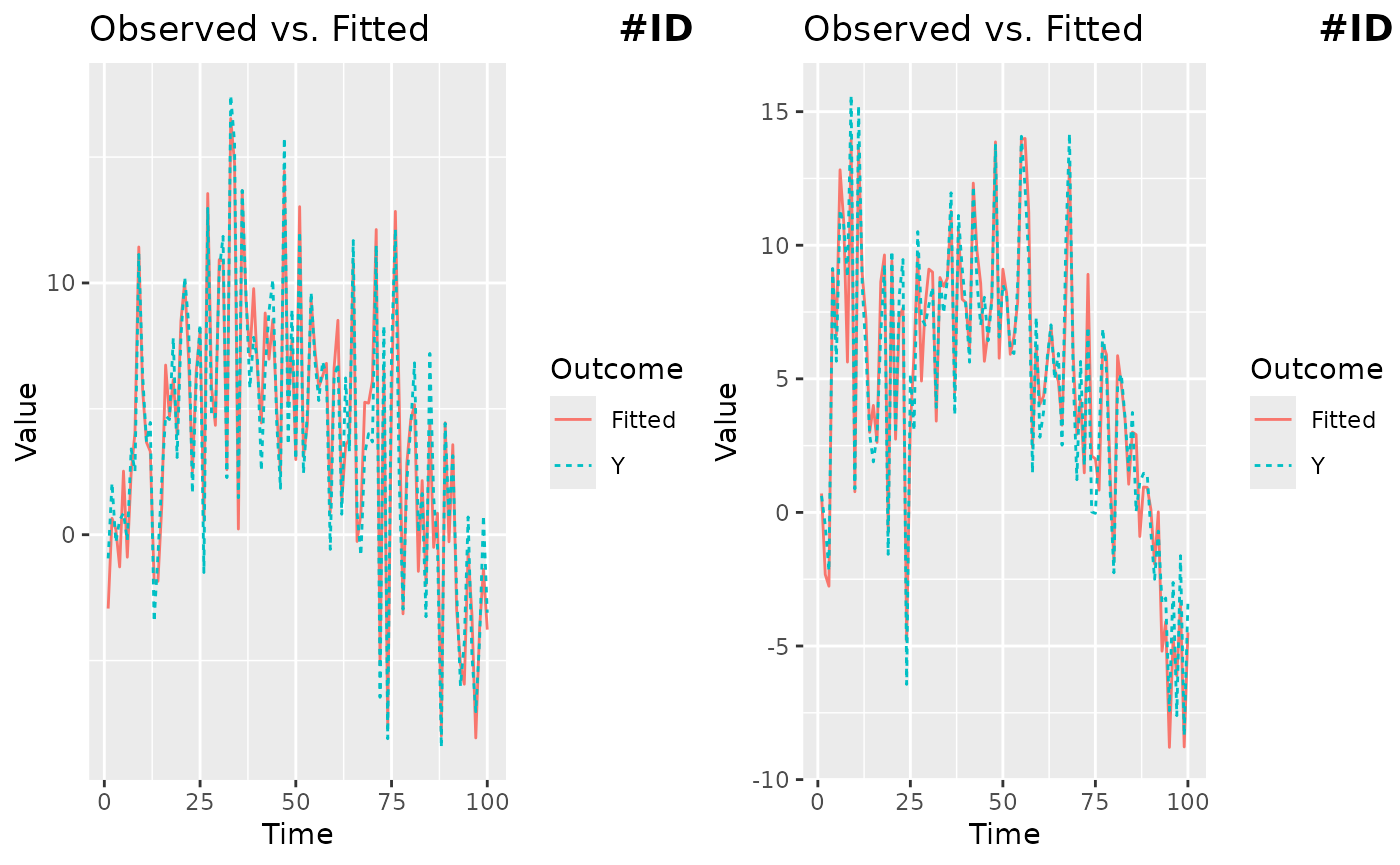 Observed vs. Fitted #ID
10
0
Value
0 25 50 75 100
Time
Outcome
Fitted
Y
Observed vs. Fitted #ID
15
10
5
0
-5
-10
Value
0 25 50 75 100
Time
Outcome
Fitted
Y